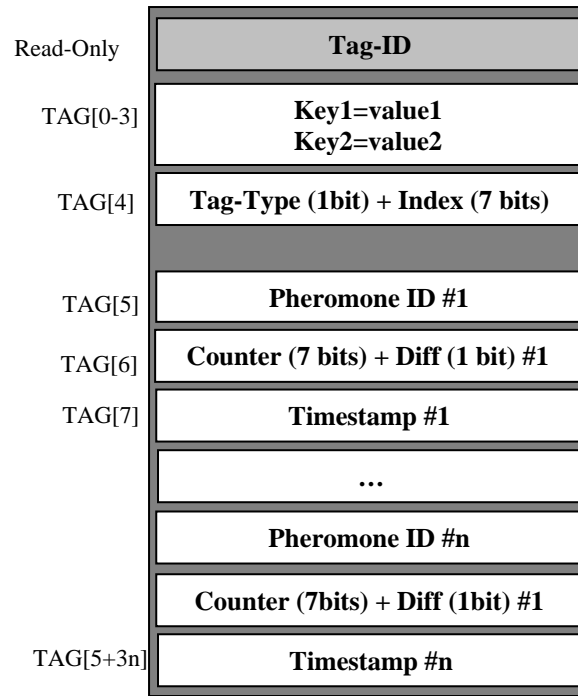 Read-Only
Tag-ID
TAG[0-3]
Key1=value1
Key2=value2
TAG[4]
Tag-Type (1bit) + Index (7 bits)
TAG[5]
Pheromone ID #1
TAG[6]
Counter (7 bits) + Diff (1 bit) #1
TAG[7]
Timestamp #1
…
Pheromone ID #n
Counter (7bits) + Diff (1bit) #1
TAG[5+3n]
Timestamp #n